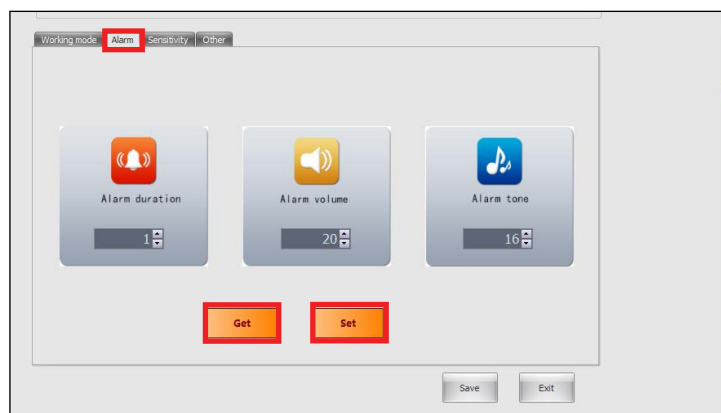 Working mode Alarm Sensitivity Other
Alarm duration Alarm volume Alarm tone
1 20 16
Get Set
Save Exit